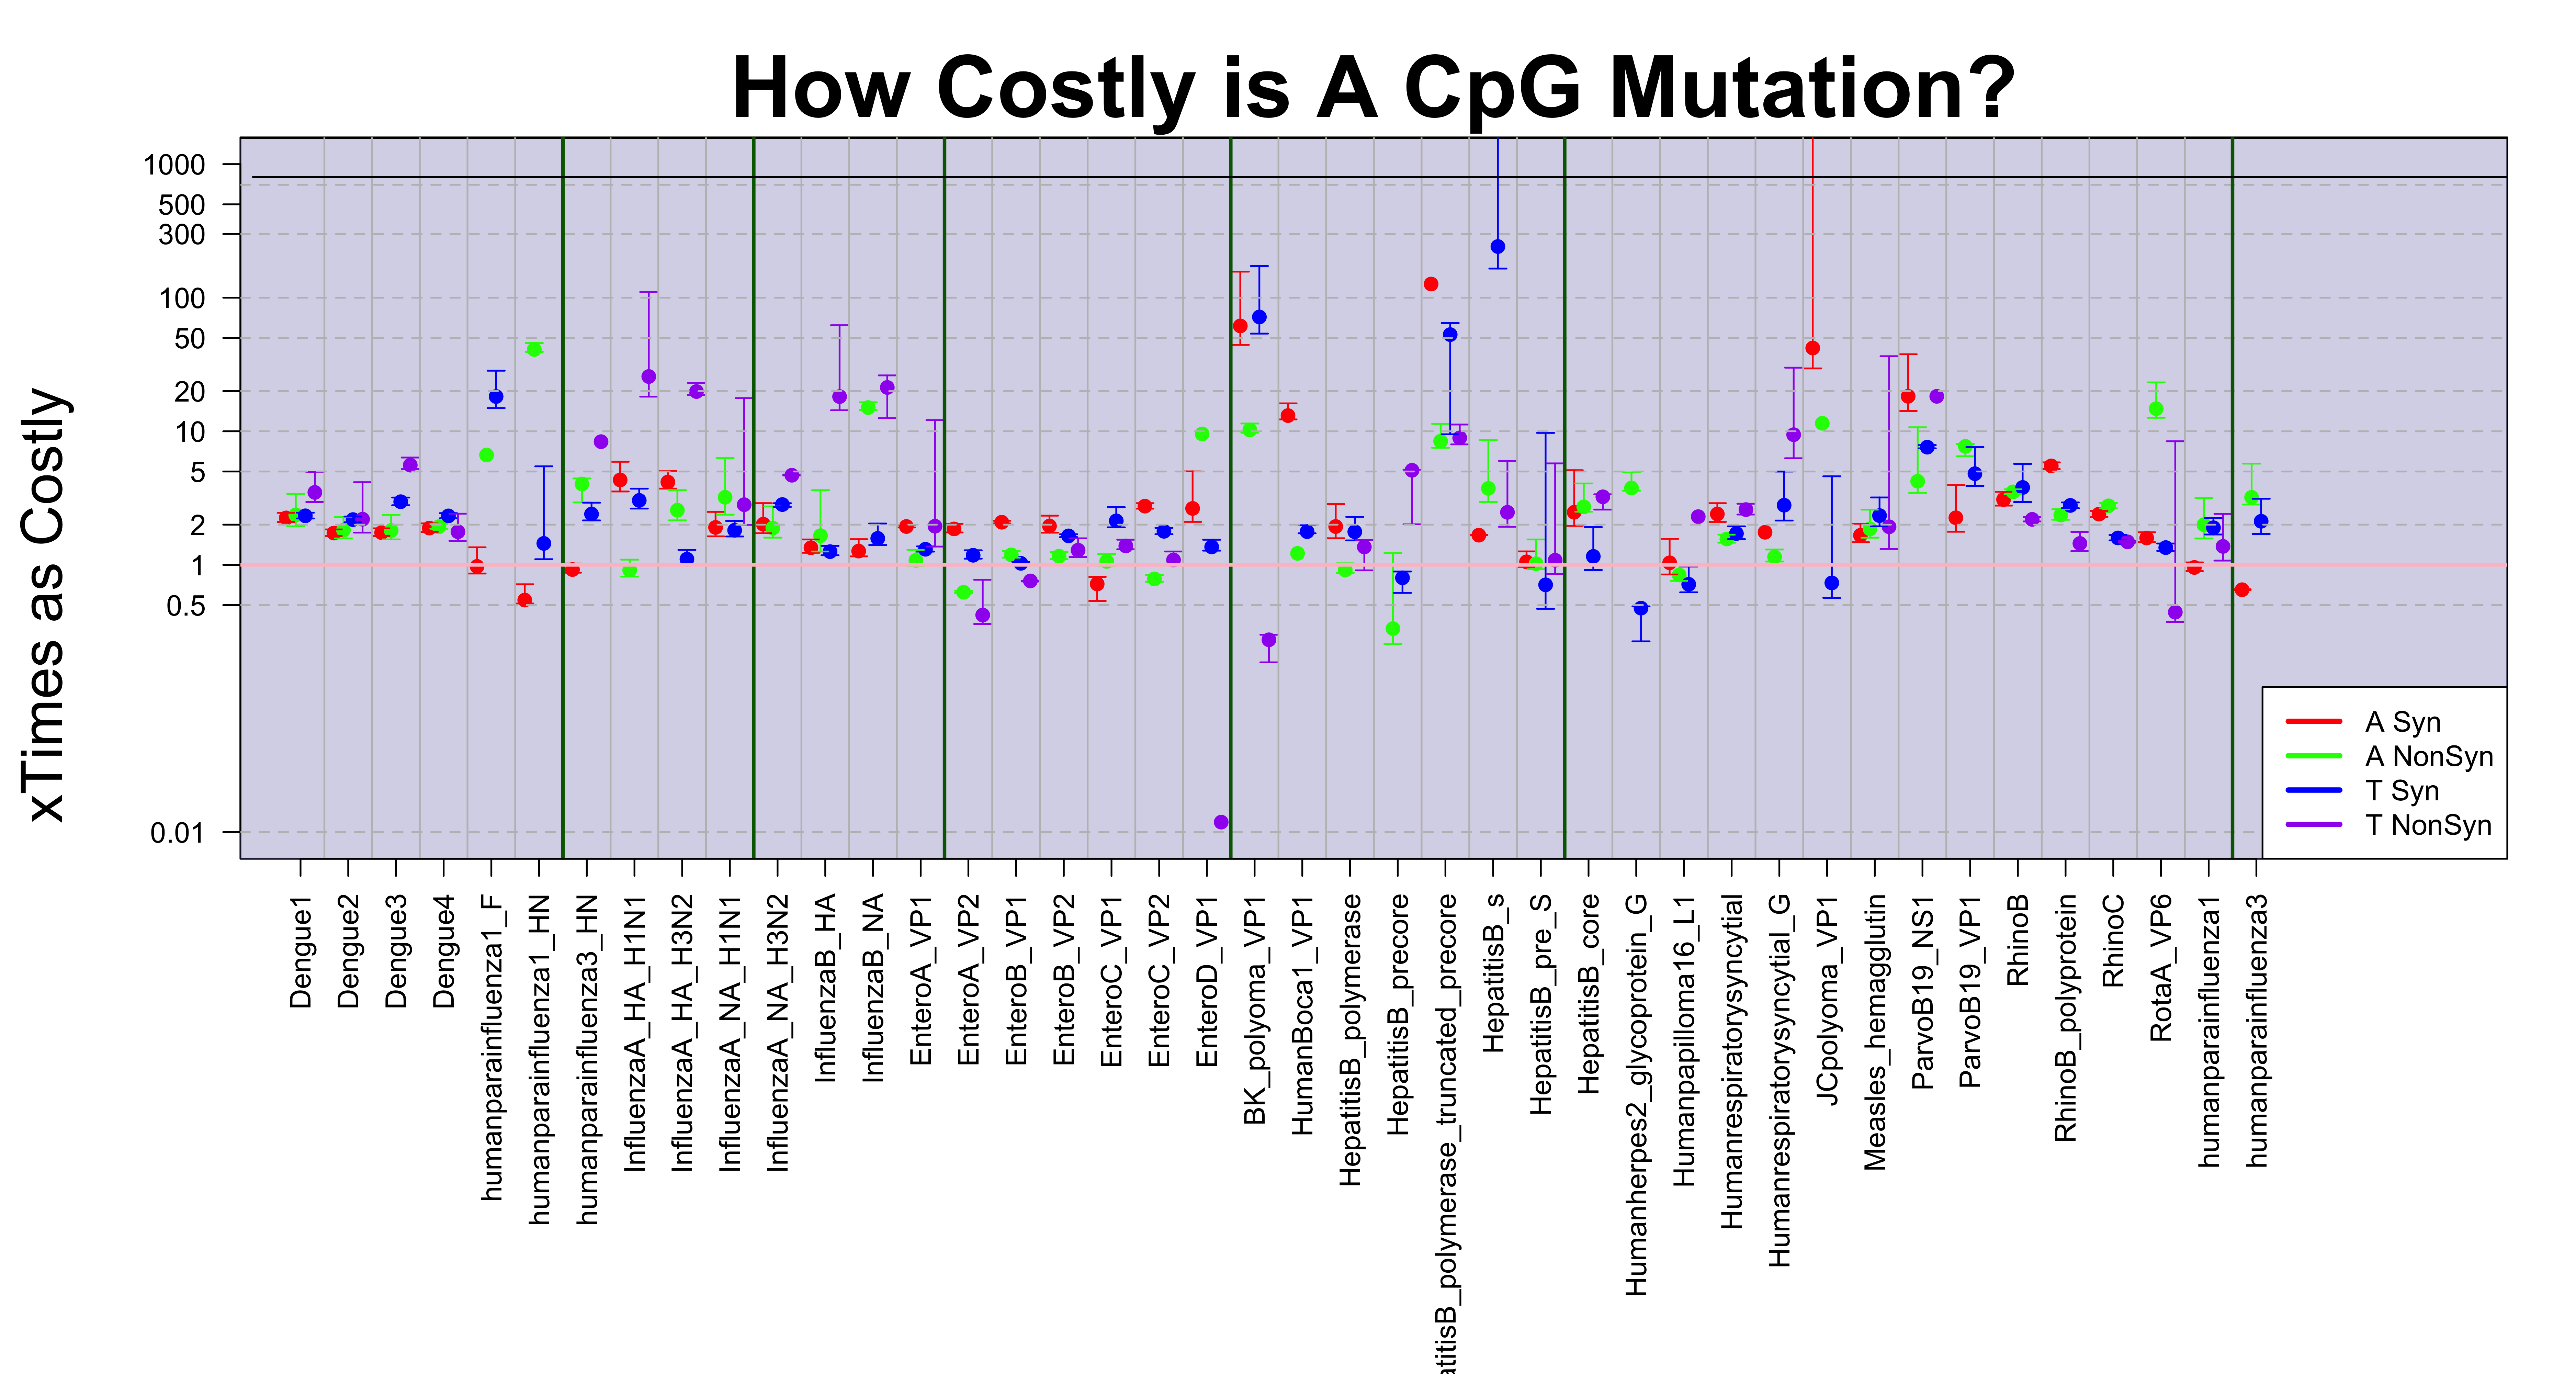 How Costly is A CpG Mutation?
xTimes as Costly
1000
500
300
100
50
20
10
5
2
1
0.5
0.01
A Syn
A NonSyn
T Syn
T NonSyn
Dengue1
Dengue2
Dengue3
Dengue4
humanparainfluenza1_F
humanparainfluenza1_HN
humanparainfluenza3_HN
InfluenzaA_HA_H1N1
InfluenzaA_HA_H3N2
InfluenzaA_NA_H1N1
InfluenzaA_NA_H3N2
InfluenzaB_HA
InfluenzaB_NA
EnteroA_VP1
EnteroA_VP2
EnteroB_VP1
EnteroB_VP2
EnteroC_VP1
EnteroC_VP2
EnteroD_VP1
BK_polyoma_VP1
HumanBoca1_VP1
HepatitisB_polymerase
HepatitisB_precore
atitisB_polymerase_truncated_precore
HepatitisB_s
HepatitisB_pre_S
HepatitisB_core
Humanherpes2_glycoprotein_G
Humanpapilloma16_L1
Humanrespiratorysyncytial
Humanrespiratorysyncytial_G
JCpolyoma_VP1
Measles_hemagglutin
ParvoB19_NS1
ParvoB19_VP1
RhinoB
RhinoB_polyprotein
RhinoC
RotaA_VP6
humanparainfluenza1
humanparainfluenza3